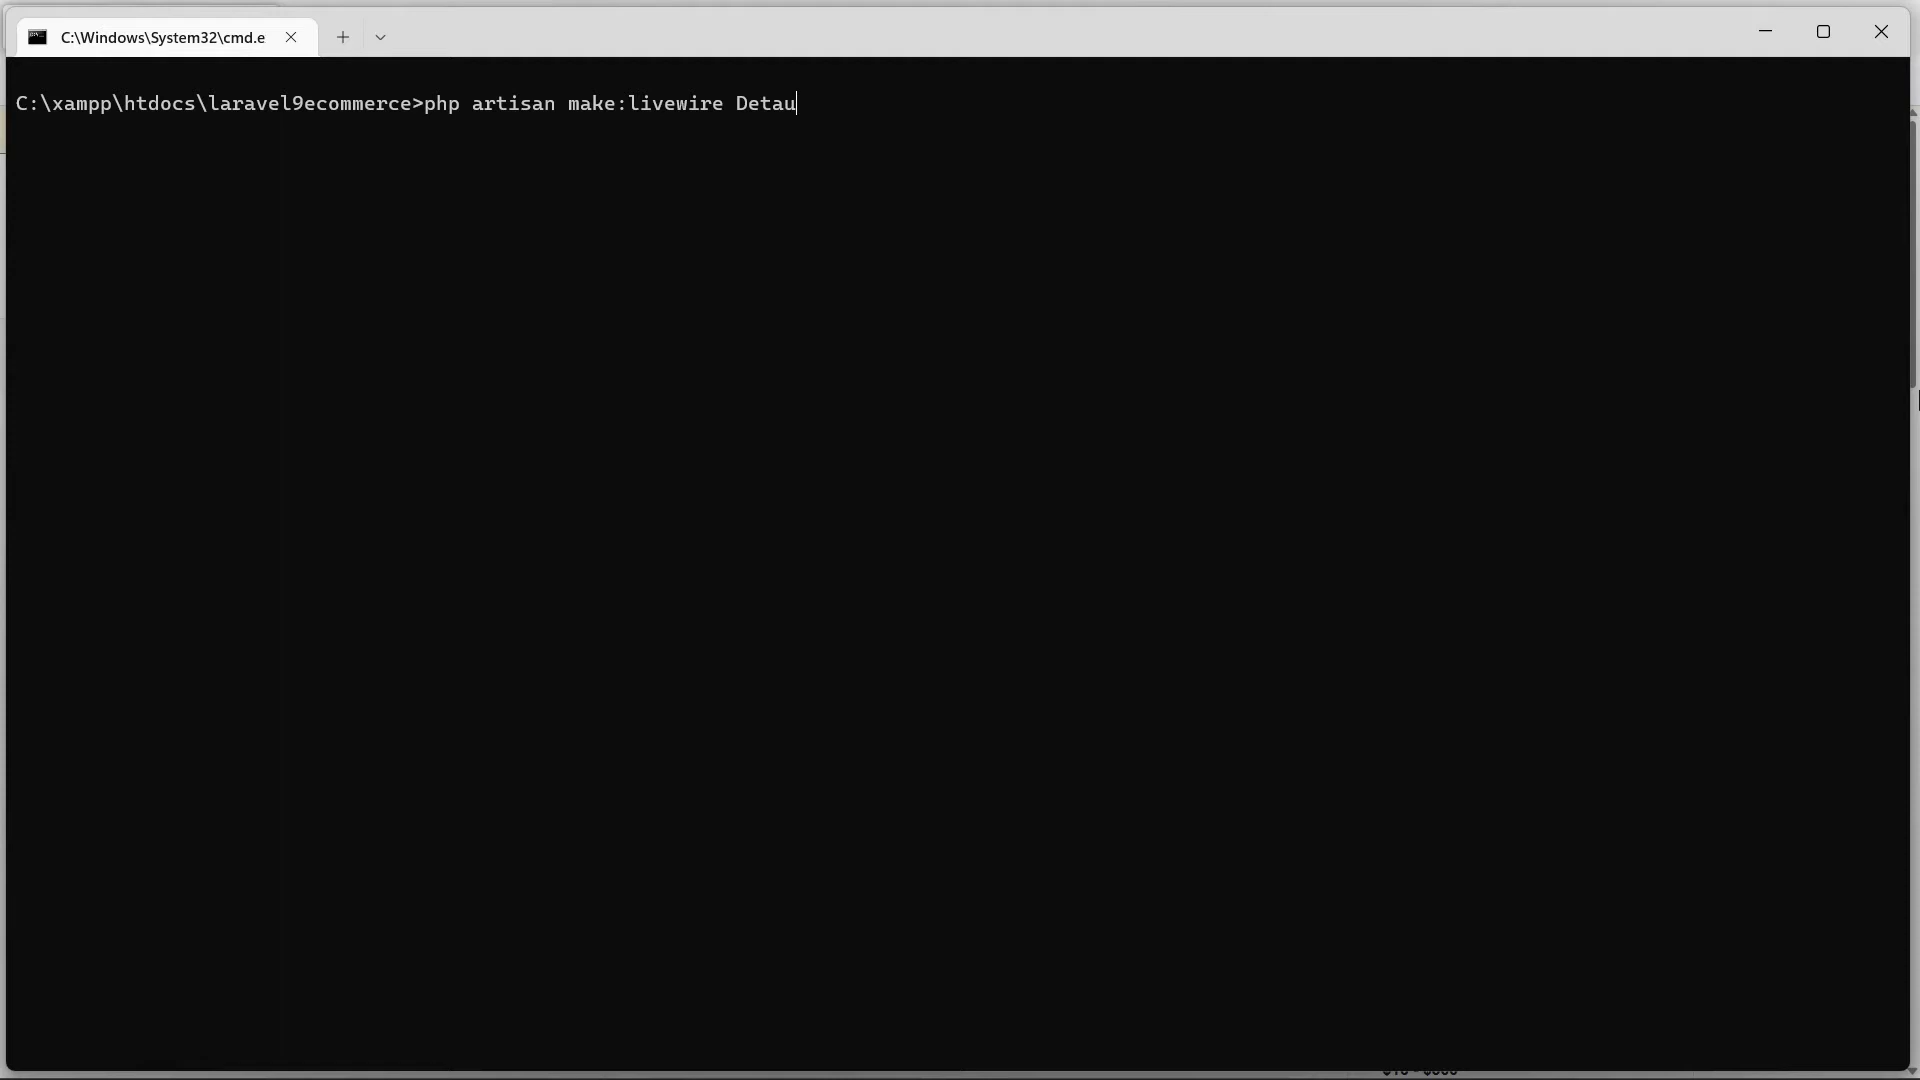 C:\Windows\System32\cmd.e
C:\xampp\htdocs\laravel9ecommerce>php artisan make:livewire Detau